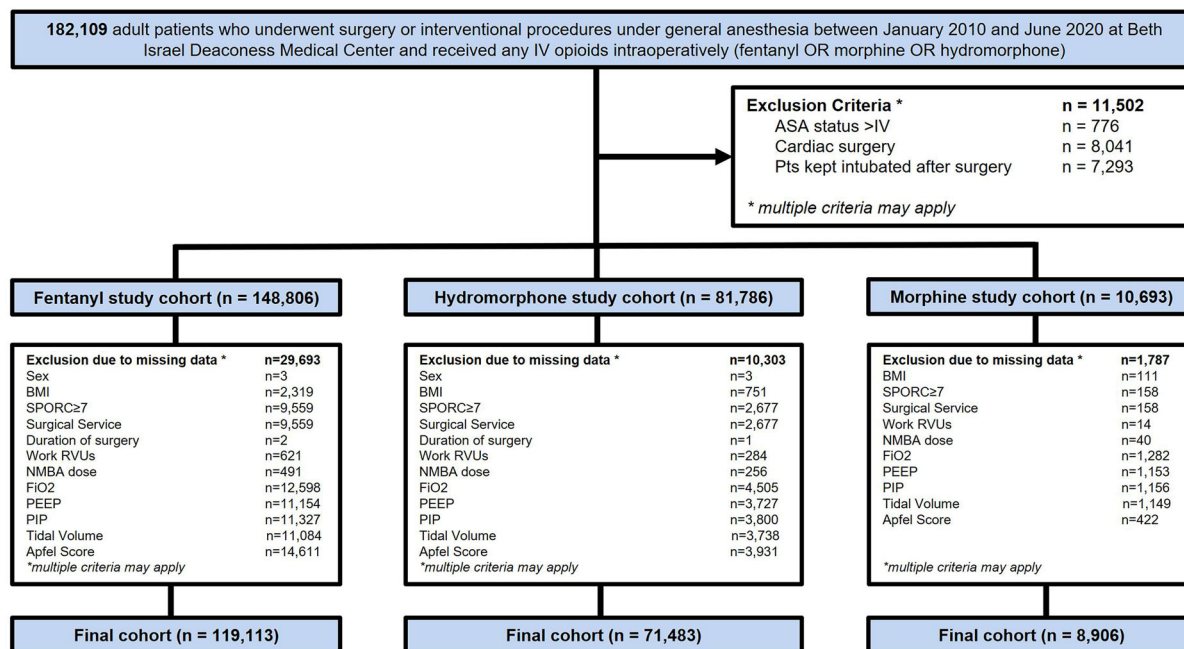 182,109 adult patients who underwent surgery or interventional procedures under general anesthesia between January 2010 and June 2020 at Beth
Israel Deaconess Medical Center and received any IV opioids intraoperatively (fentanyl OR morphine OR hydromorphone)
Exclusion Criteria * n = 11,502
ASA status >IV n = 776
Cardiac surgery n = 8,041
Pts kept intubated after surgery n = 7,293
* multiple criteria may apply
Fentanyl study cohort (n = 148,806)
Exclusion due to missing data * n=29,693
Sex n=3
BMI n=2,319
SPORC≥7 n=9,559
Surgical Service n=9,559
Duration of surgery n=2
Work RVUs n=621
NMBA dose n=491
FiO2 n=12,598
PEEP n=11,154
PIP n=11,327
Tidal Volume n=11,084
Apfel Score n=14,611
*multiple criteria may apply
Final cohort (n = 119,113)
Hydromorphone study cohort (n = 81,786)
Exclusion due to missing data * n=10,303
Sex n=3
BMI n=751
SPORC≥7 n=2,677
Surgical Service n=2,677
Duration of surgery n=1
Work RVUs n=284
NMBA dose n=256
FiO2 n=4,505
PEEP n=3,727
PIP n=3,800
Tidal Volume n=3,738
Apfel Score n=3,931
*multiple criteria may apply
Final cohort (n = 71,483)
Morphine study cohort (n = 10,693)
Exclusion due to missing data * n=1,787
BMI n=111
SPORC≥7 n=158
Surgical Service n=158
Work RVUs n=14
NMBA dose n=40
FiO2 n=1,282
PEEP n=1,153
PIP n=1,156
Tidal Volume n=1,149
Apfel Score n=422
*multiple criteria may apply
Final cohort (n = 8,906)